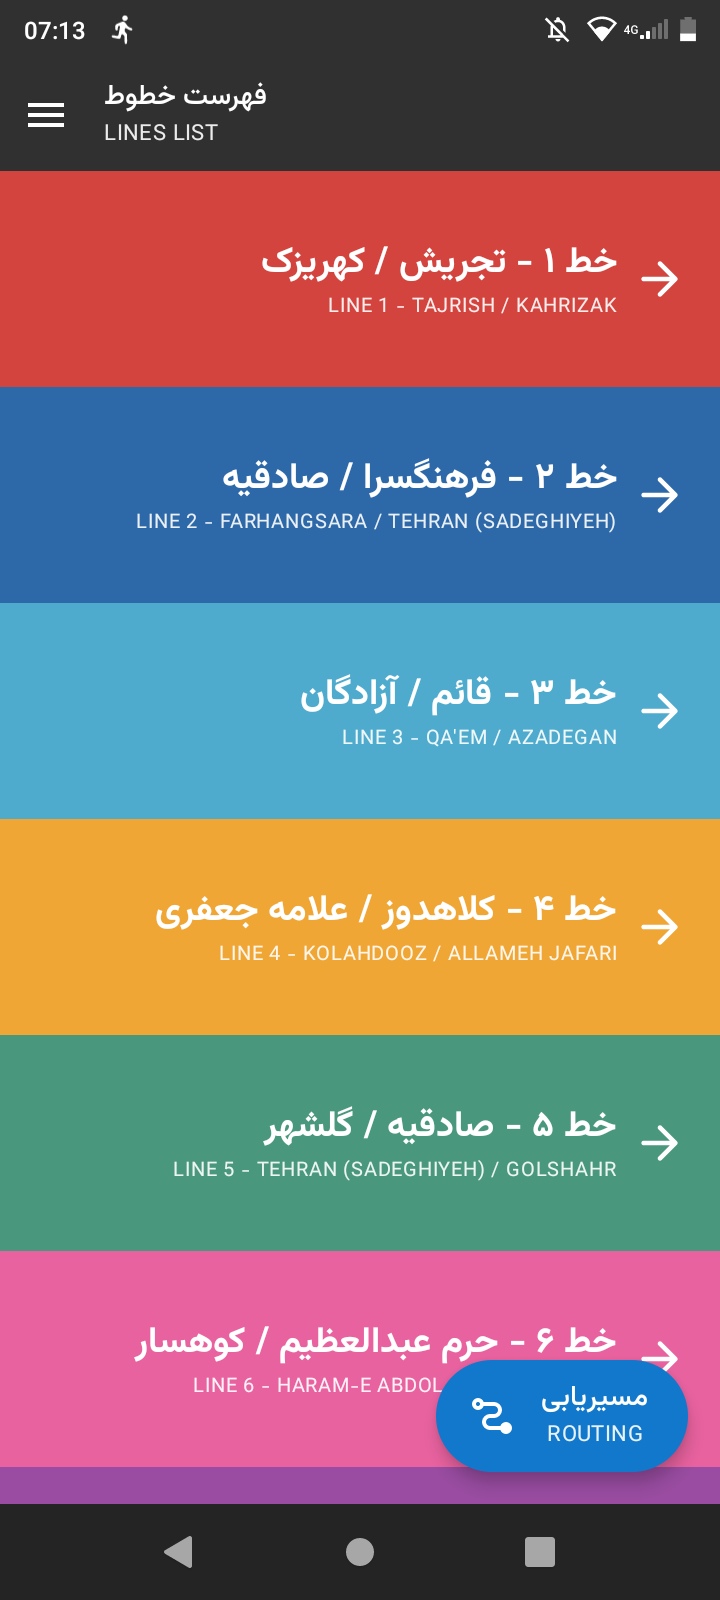 07:13
4G
فهرست خطوط
LINES LIST
خط ۱ - تجریش / کهریزک
LINE 1 - TAJRISH / KAHRIZAK
خط ۲ - فرهنگسرا / صادقیه
LINE 2 - FARHANGSARA / TEHRAN (SADEGHIYEH)
خط ۳ - قائم / آزادگان
LINE 3 - QA'EM / AZADEGAN
خط ۴ - کلاهدوز / علامه جعفری
LINE 4 - KOLAHDOOZ / ALLAMEH JAFARI
خط ۵ - صادقیه / گلشهر
LINE 5 - TEHRAN (SADEGHIYEH) / GOLSHAHR
خط ۶ - حرم عبدالعظیم / کوهسار
LINE 6 - HARAM-E ABDOL
مسیریابی
ROUTING